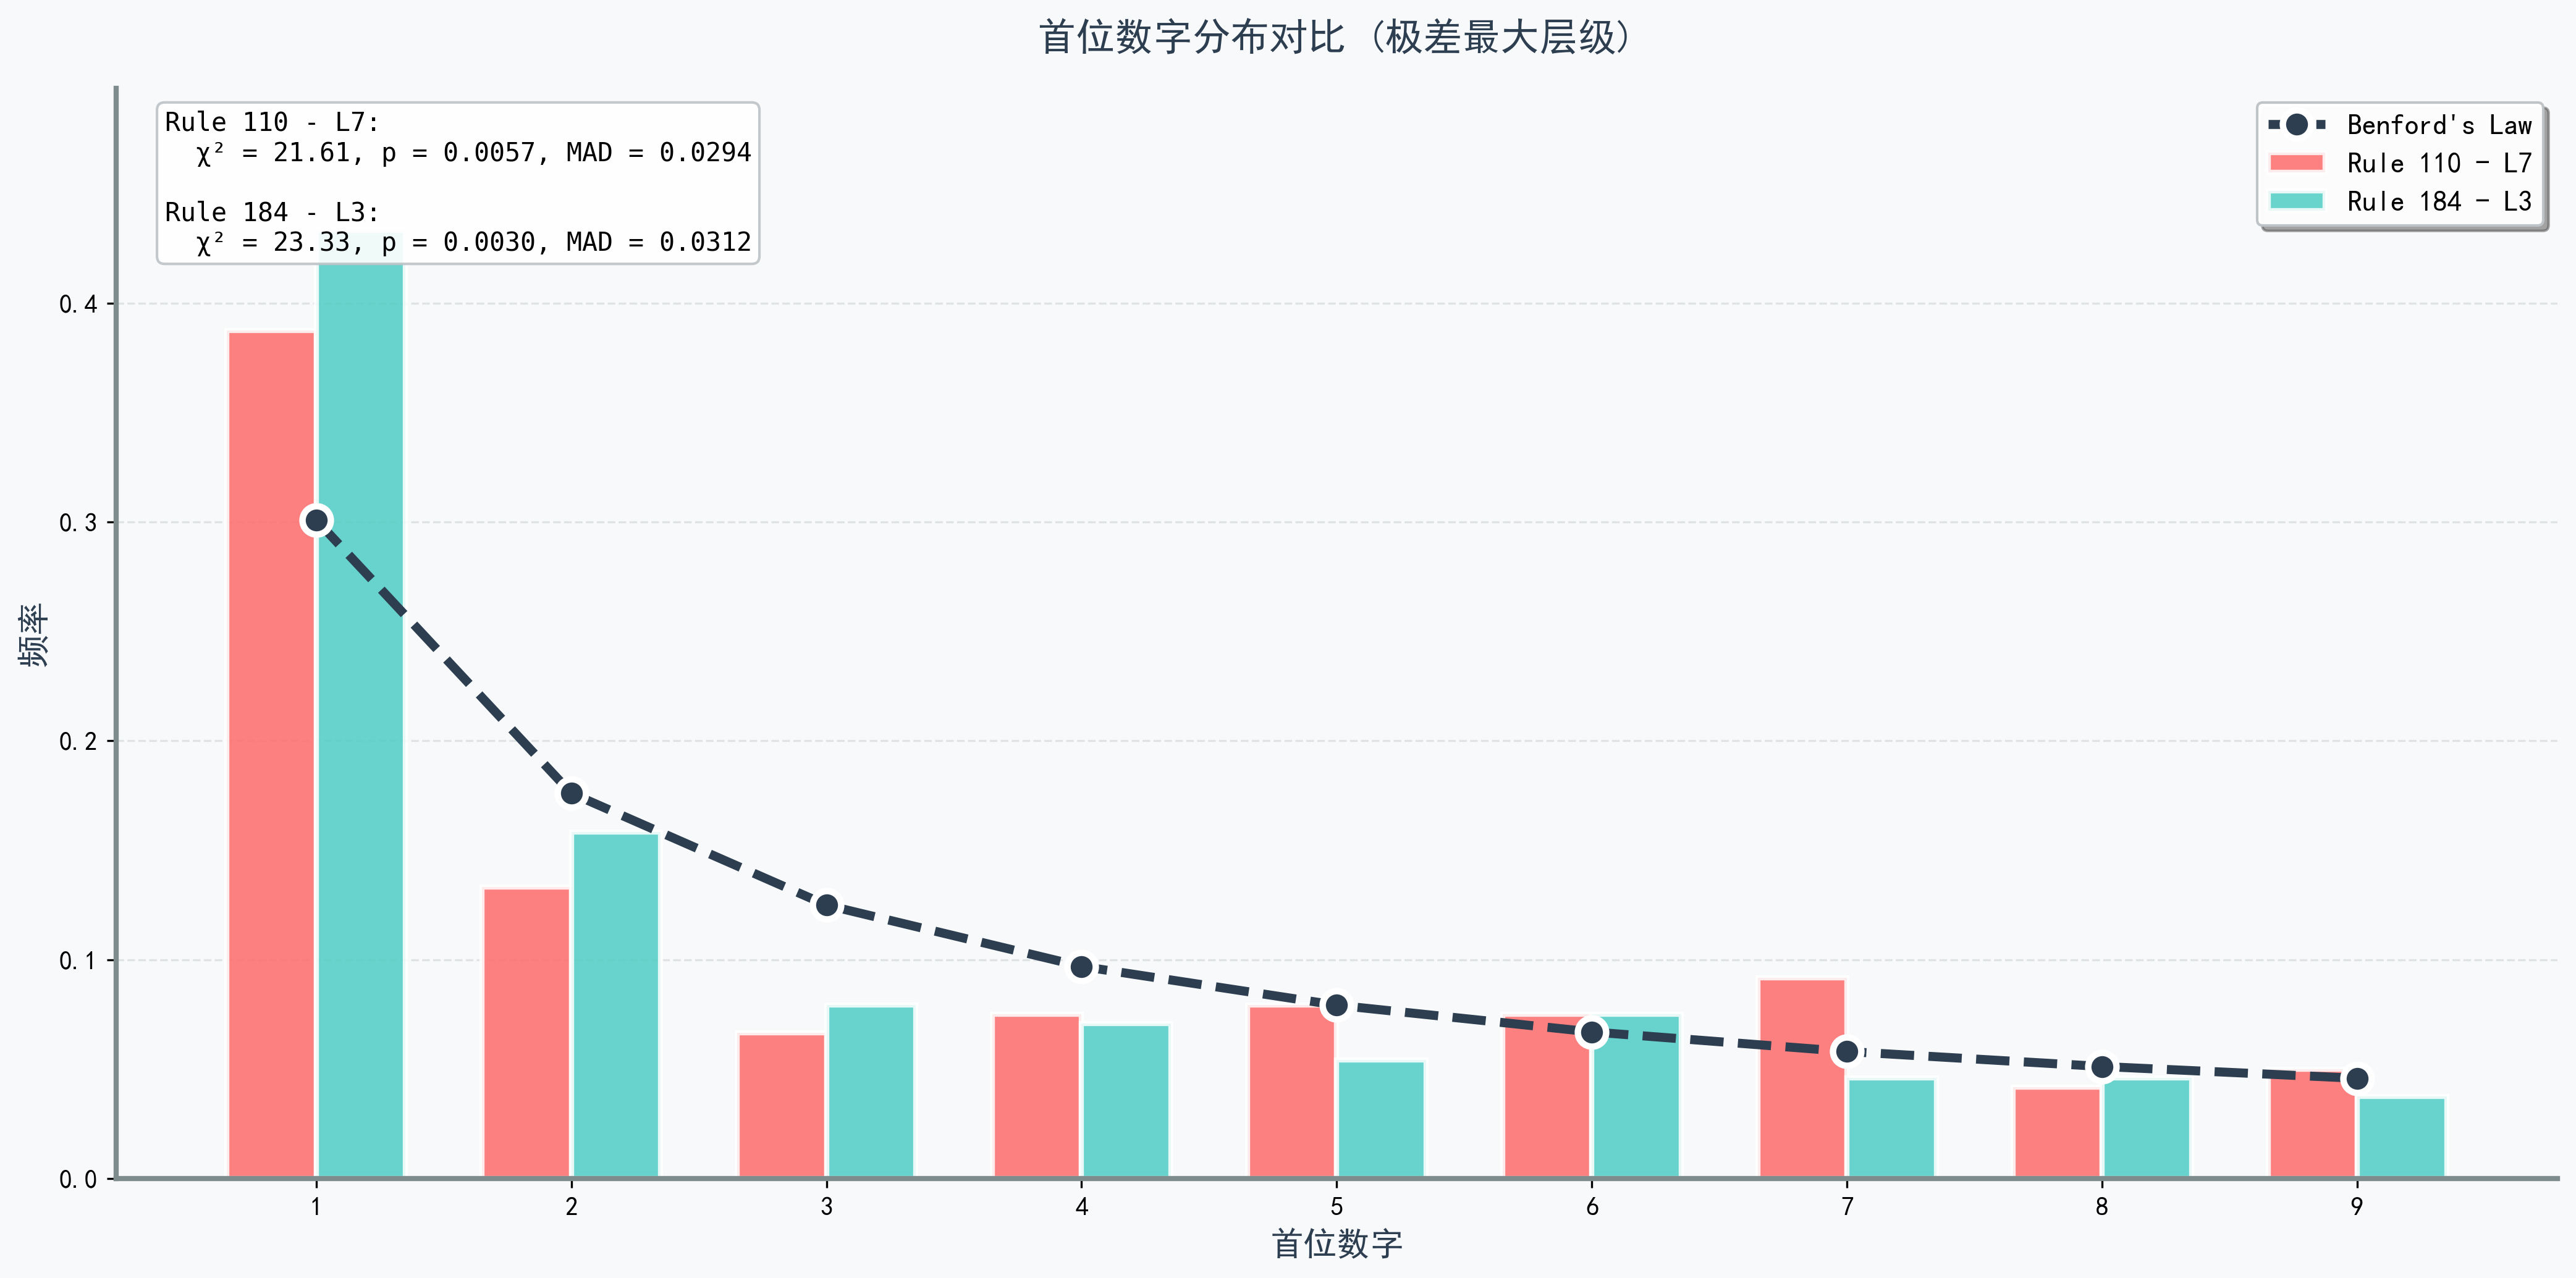 首位数字分布对比 (极差最大层级)
Rule 110 - L7:
χ² = 21.61, p = 0.0057, MAD = 0.0294
Rule 184 - L3:
χ² = 23.33, p = 0.0030, MAD = 0.0312
Benford's Law
Rule 110 - L7
Rule 184 - L3
频率
0.4
0.3
0.2
0.1
0.0
1 2 3 4 5 6 7 8 9
首位数字